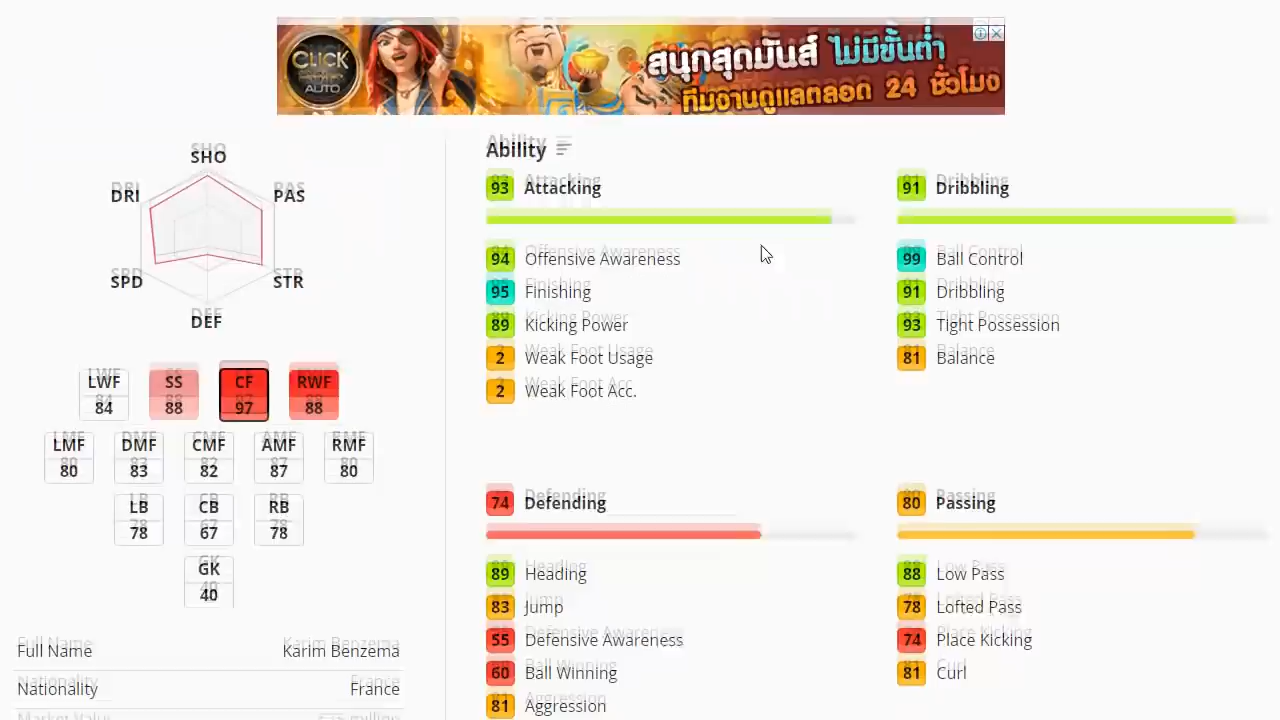 CLICK
AUTO
สนุกสุดมันส์ ไม่มีขั้นต่ำ
ทีมงานดูแลตลอด 24 ชั่วโมง
SHO
DRI
PAS
SPD
STR
DEF
LWF
84
SS
88
CF
97
RWF
88
LMF
80
DMF
83
CMF
82
AMF
87
RMF
80
LB
78
CB
67
RB
78
GK
40
Full Name Karim Benzema
Nationality France
Market Value
Ability
93 Attacking
94 Offensive Awareness
95 Finishing
89 Kicking Power
2 Weak Foot Usage
2 Weak Foot Acc.
91 Dribbling
99 Ball Control
91 Dribbling
93 Tight Possession
81 Balance
74 Defending
89 Heading
83 Jump
55 Defensive Awareness
60 Ball Winning
81 Aggression
80 Passing
88 Low Pass
78 Lofted Pass
74 Place Kicking
81 Curl